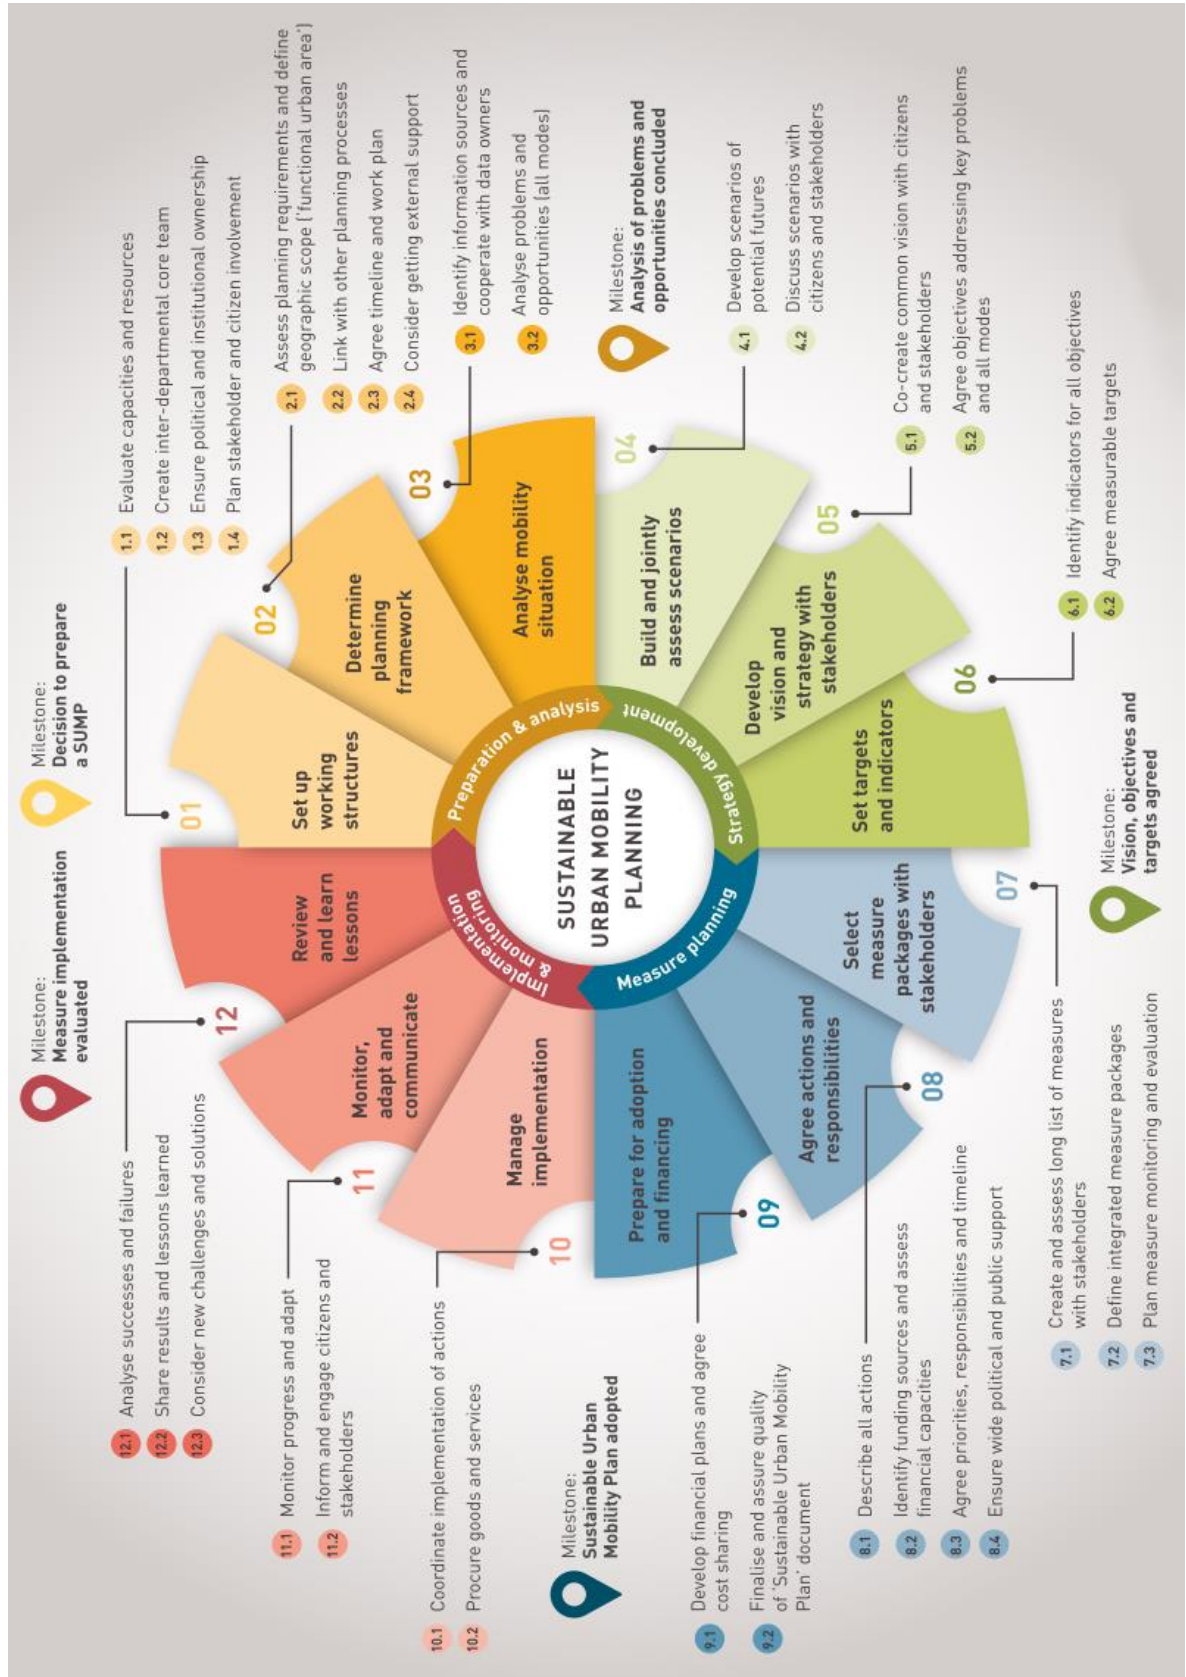 SUSTAINABLE
URBAN MOBILITY
PLANNING
Preparation & analysis
Strategy development
Measure planning
Implementation
& monitoring
Milestone:
Decision to prepare
a SUMP
01
Set up
working
structures
1.1 Evaluate capacities and resources
1.2 Create inter-departmental core team
1.3 Ensure political and institutional ownership
1.4 Plan stakeholder and citizen involvement
02
Determine
planning
framework
2.1 Assess planning requirements and define
geographic scope ('functional urban area')
2.2 Link with other planning processes
2.3 Agree timeline and work plan
2.4 Consider getting external support
03
Analyse mobility
situation
3.1 Identify information sources and
cooperate with data owners
3.2 Analyse problems and
opportunities (all modes)
Milestone:
Analysis of problems and
opportunities concluded
04
Build and jointly
assess scenarios
4.1 Develop scenarios of
potential futures
4.2 Discuss scenarios with
citizens and stakeholders
05
Develop
vision and
strategy with
stakeholders
5.1 Co-create common vision with citizens
and stakeholders
5.2 Agree objectives addressing key problems
and all modes
06
Set targets
and indicators
6.1 Identify indicators for all objectives
6.2 Agree measurable targets
Milestone:
Vision, objectives and
targets agreed
07
Select
measure
packages with
stakeholders
7.1 Create and assess long list of measures
with stakeholders
7.2 Define integrated measure packages
7.3 Plan measure monitoring and evaluation
08
Agree actions and
responsibilities
8.1 Describe all actions
8.2 Identify funding sources and assess
financial capacities
8.3 Agree priorities, responsibilities and timeline
8.4 Ensure wide political and public support
09
Prepare for adoption
and financing
9.1 Develop financial plans and agree
cost sharing
9.2 Finalise and assure quality
of 'Sustainable Urban Mobility
Plan' document
Milestone:
Sustainable Urban
Mobility Plan adopted
10
Manage
implementation
10.1 Coordinate implementation of actions
10.2 Procure goods and services
11
Monitor,
adapt and
communicate
11.1 Monitor progress and adapt
11.2 Inform and engage citizens and
stakeholders
12
Review
and learn
lessons
12.1 Analyse successes and failures
12.2 Share results and lessons learned
12.3 Consider new challenges and solutions
Milestone:
Measure implementation
evaluated